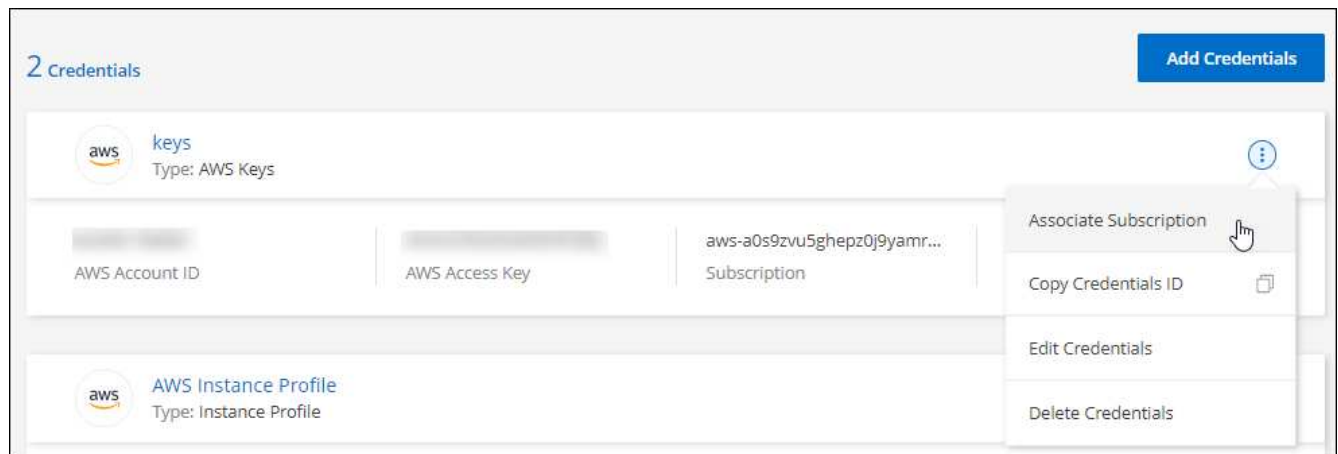 2 Credentials
Add Credentials
aws
keys
Type: AWS Keys
Associate Subscription
aws-a0s9zvu5ghepz0j9yamr...
AWS Account ID
AWS Access Key
Subscription
Copy Credentials ID
Edit Credentials
aws
AWS Instance Profile
Type: Instance Profile
Delete Credentials